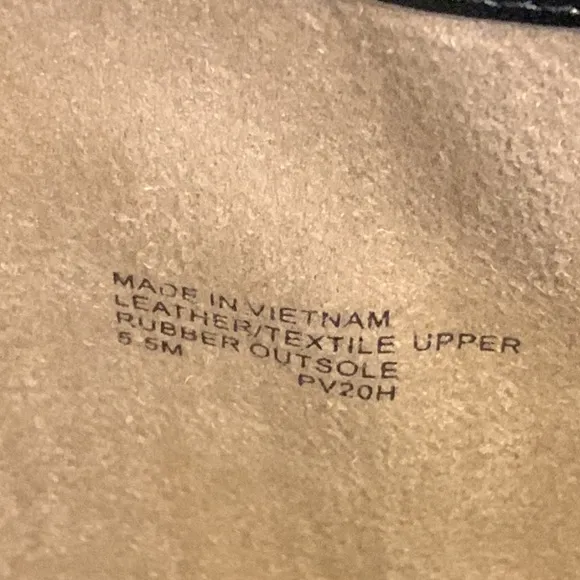 MADE IN VIETNAM
LEATHER/TEXTILE UPPER
RUBBER OUTSOLE
5 5M PV20H